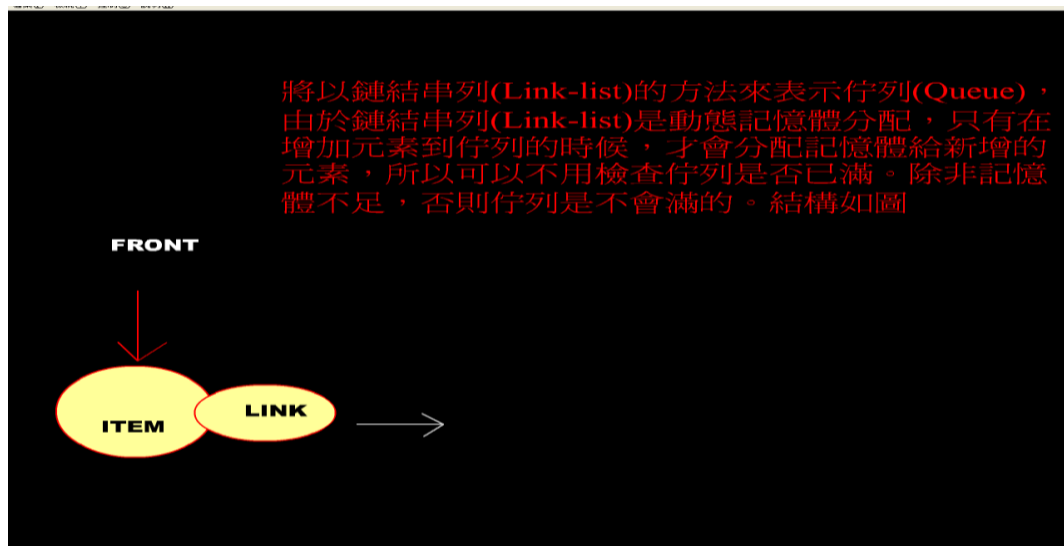 將以鏈結串列(Link-list)的方法來表示佇列(Queue)，
由於鏈結串列(Link-list)是動態記憶體分配，只有在
增加元素到佇列的時候，才會分配記憶體給新增的
元素，所以可以不用檢查佇列是否已滿。除非記憶
體不足，否則佇列是不會滿的。結構如圖
FRONT
ITEM
LINK